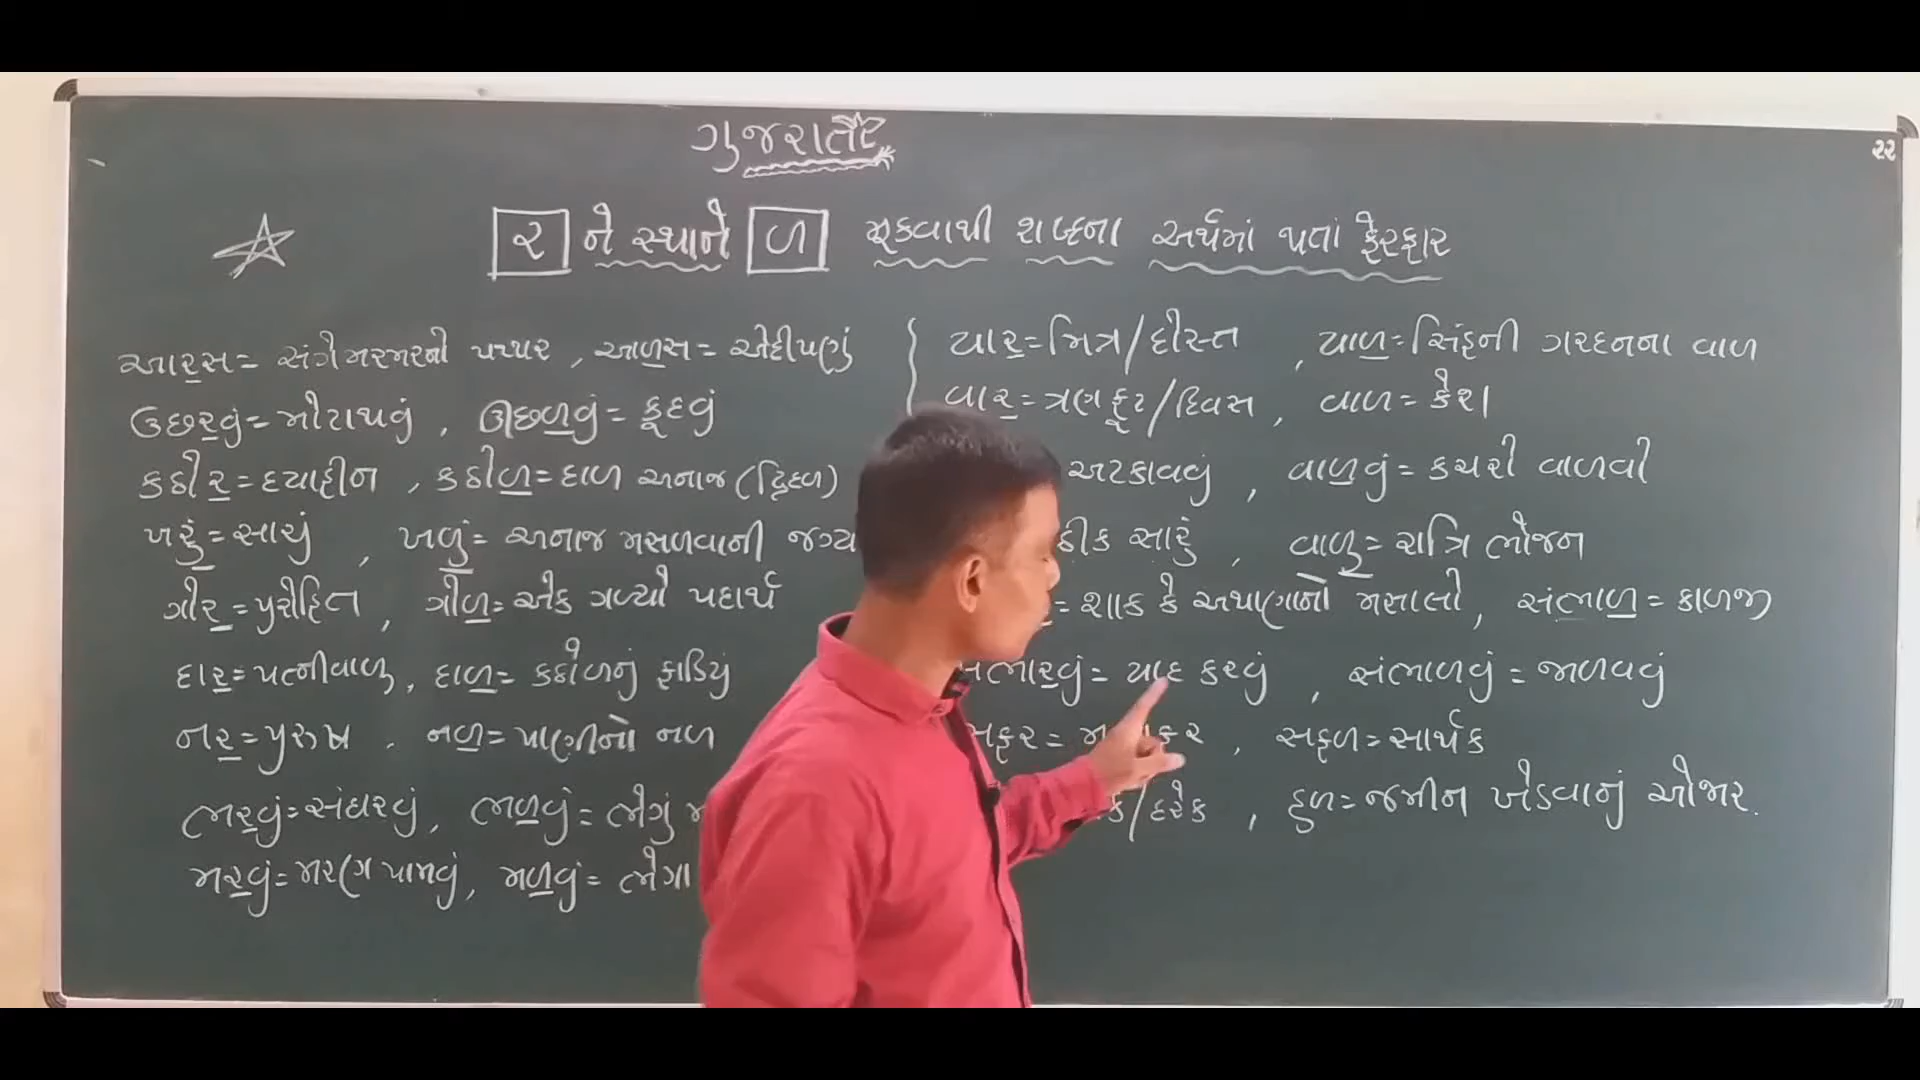 ગુજરાતી
૨૨
ર ને સ્થાને ળ મૂકવાથી શબ્દના અર્થમાં થતાં ફેરફાર
આરસ = સંગેમરમરનો પથ્થર , આળસ = એદીપણું
ઉછરવું = મોટાથવું , ઊછળવું = કૂદવું
કઠોર = દયાહીન , કઠોળ = દાળ અનાજ (દ્વિદળ)
ખરું = સાચું , ખળું = અનાજ મસળવાની જગ્યા
ગોર = પુરોહિત , ગોળ = એક ગળ્યો પદાર્થ
દાર = પત્નીવાળુ , દાળ = કઠોળનું ફાડિયું
નર = પુરુષ , નળ = પાણીનો નળ
ભરવું = સંઘરવું , ભળવું = ભેગું
મરવું = મરણ પામવું , મળવું = ભેગા
યાર = મિત્ર / દોસ્ત , યાળ = સિંહની ગરદનના વાળ
વાર = ત્રણ ફૂટ / દિવસ , વાળ = કેશ
અટકાવવું , વાળવું = કચરો વાળવો
ઠીક સારું , વાળુ = રાત્રિ ભોજન
= શાક કે અથાણાનો મસાલો , સંભાળ = કાળજી
સંભારવું = યાદ કરવું , સંભાળવું = જાળવવું
સફર = , સફળ = સાર્થક
/ દરેક , હળ = જમીન ખેડવાનું ઓજાર.